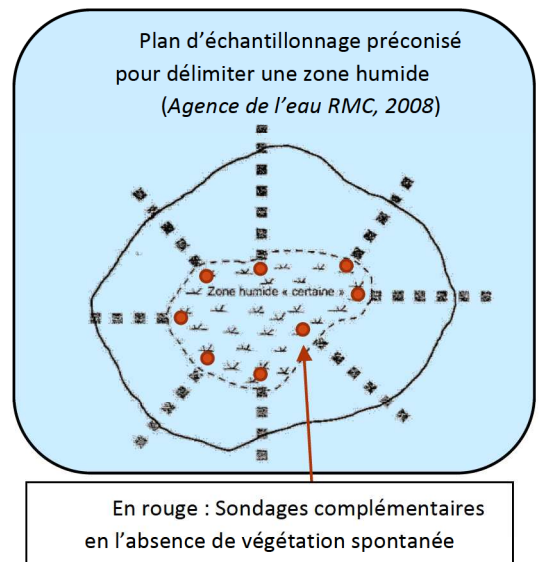 Plan d’échantillonnage préconisé
pour délimiter une zone humide
(Agence de l’eau RMC, 2008)
Zone humide « certaine »
En rouge : Sondages complémentaires
en l’absence de végétation spontanée